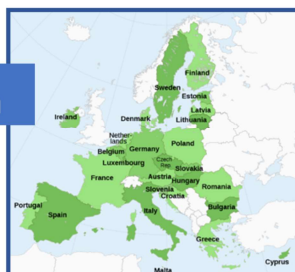 Finland
Sweden
Estonia
Latvia
Lithuania
Denmark
Ireland
Nether-
lands
Poland
Germany
Belgium
Luxembourg
Czech
Rep
Slovakia
Austria
Hungary
France
Slovenia
Romania
Croatia
Italy
Bulgaria
Portugal
Spain
Greece
Cyprus
Malta